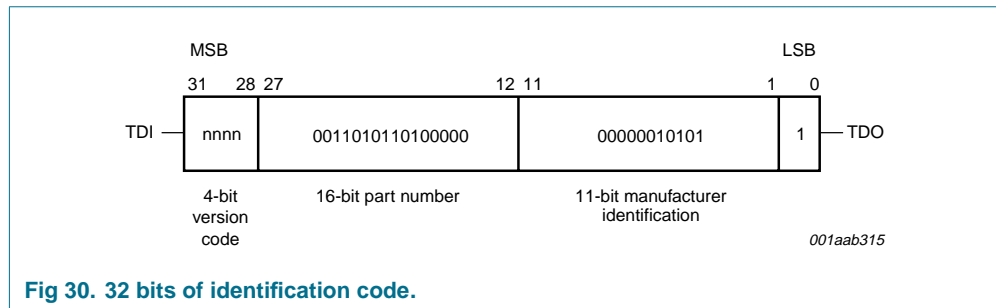 MSB LSB
31 28 27 12 11 1 0
TDI nnnn 0011010110100000 00000010101 1 TDO
4-bit 16-bit part number 11-bit manufacturer
version identification
code
001aab315
Fig 30. 32 bits of identification code.